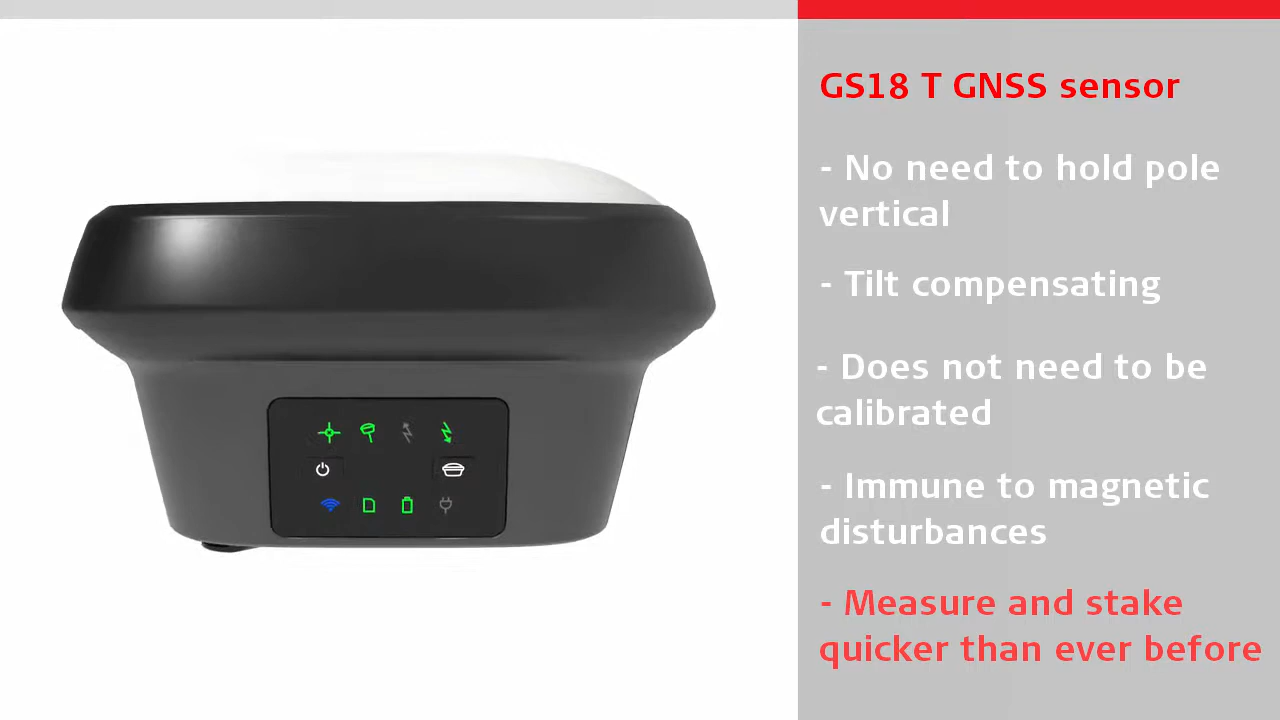 GS18 T GNSS sensor
- No need to hold pole
vertical
- Tilt compensating
- Does not need to be
calibrated
- Immune to magnetic
disturbances
- Measure and stake
quicker than ever before